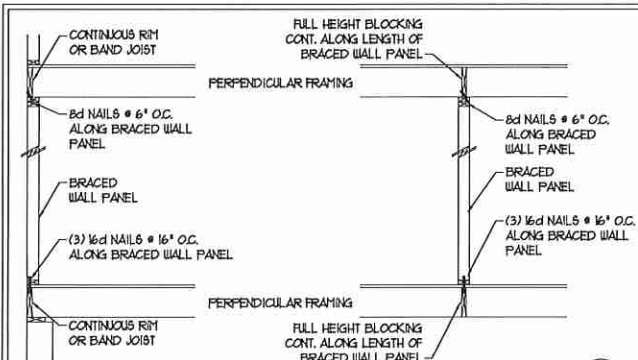 CONTINUOUS RIM
OR BAND JOIST
FULL HEIGHT BLOCKING
CONT. ALONG LENGTH OF
BRACED WALL PANEL
PERPENDICULAR FRAMING
8d NAILS @ 6" O.C.
ALONG BRACED WALL
PANEL
8d NAILS @ 6" O.C.
ALONG BRACED
WALL PANEL
BRACED
WALL PANEL
BRACED
WALL PANEL
(3) 16d NAILS @ 16" O.C.
ALONG BRACED WALL PANEL
(3) 16d NAILS @ 16" O.C.
ALONG BRACED WALL
PANEL
PERPENDICULAR FRAMING
CONTINUOUS RIM
OR BAND JOIST
FULL HEIGHT BLOCKING
CONT. ALONG LENGTH OF
BRACED WALL PANEL